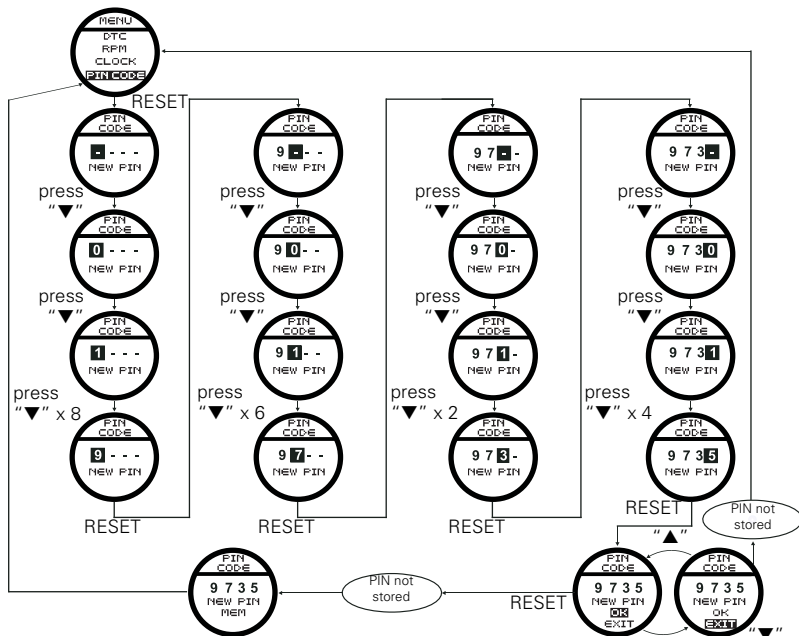 MENU
DTC
RPM
CLOCK
PIN CODE
RESET
PIN
CODE
- - - -
NEW PIN
PIN
CODE
9 - - -
NEW PIN
PIN
CODE
9 7 - -
NEW PIN
PIN
CODE
9 7 3 -
NEW PIN
press
“▼”
press
“▼”
press
“▼”
press
“▼”
PIN
CODE
0 - - -
NEW PIN
PIN
CODE
9 0 - -
NEW PIN
PIN
CODE
9 7 0 -
NEW PIN
PIN
CODE
9 7 3 0
NEW PIN
press
“▼”
press
“▼”
press
“▼”
press
“▼”
PIN
CODE
1 - - -
NEW PIN
PIN
CODE
9 1 - -
NEW PIN
PIN
CODE
9 7 1 -
NEW PIN
PIN
CODE
9 7 3 1
NEW PIN
press
“▼” x 8
press
“▼” x 6
press
“▼” x 2
press
“▼” x 4
PIN
CODE
9 - - -
NEW PIN
PIN
CODE
9 7 - -
NEW PIN
PIN
CODE
9 7 3 -
NEW PIN
PIN
CODE
9 7 3 5
NEW PIN
RESET
RESET
RESET
RESET
“▲”
PIN not
stored
PIN
CODE
9 7 3 5
NEW PIN
MEM
PIN not
stored
RESET
PIN
CODE
9 7 3 5
NEW PIN
OK
EXIT
PIN
CODE
9 7 3 5
NEW PIN
OK
EXIT
“▼”